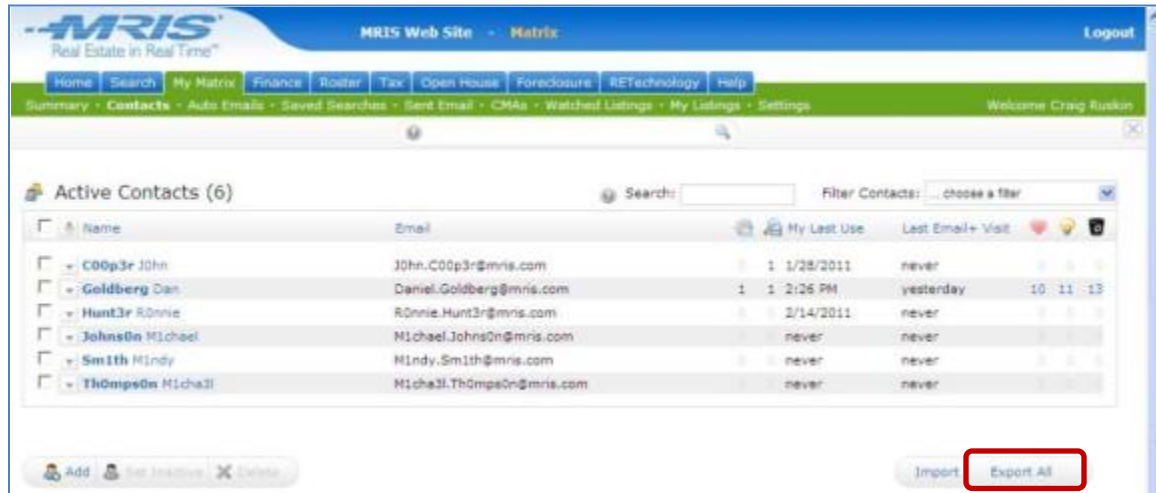 MRIS
Real Estate in Real Time™
MRIS Web Site - Matrix
Logout
Home Search My Matrix Finance Roster Tax Open House Foreclosure RETechnology Help
Summary · Contacts · Auto Emails · Saved Searches · Sent Email · CMAs · Watched Listings · My Listings · Settings Welcome Craig Ruskin
Active Contacts (6) Search: Filter Contacts: ... choose a filter
Name Email My Last Use Last Email+ Visit
C00p3r J0hn J0hn.C00p3r@mris.com 1 1/28/2011 never
Goldberg Dan Daniel.Goldberg@mris.com 1 1 2:26 PM yesterday 10 11 13
Hunt3r R0nnie R0nnie.Hunt3r@mris.com 2/14/2011 never
Johns0n M1chael M1chael.Johns0n@mris.com never never
Sm1th M1ndy M1ndy.Sm1th@mris.com never never
Th0mps0n M1cha3l M1cha3l.Th0mps0n@mris.com never never
Add Set Inactive Delete Import Export All